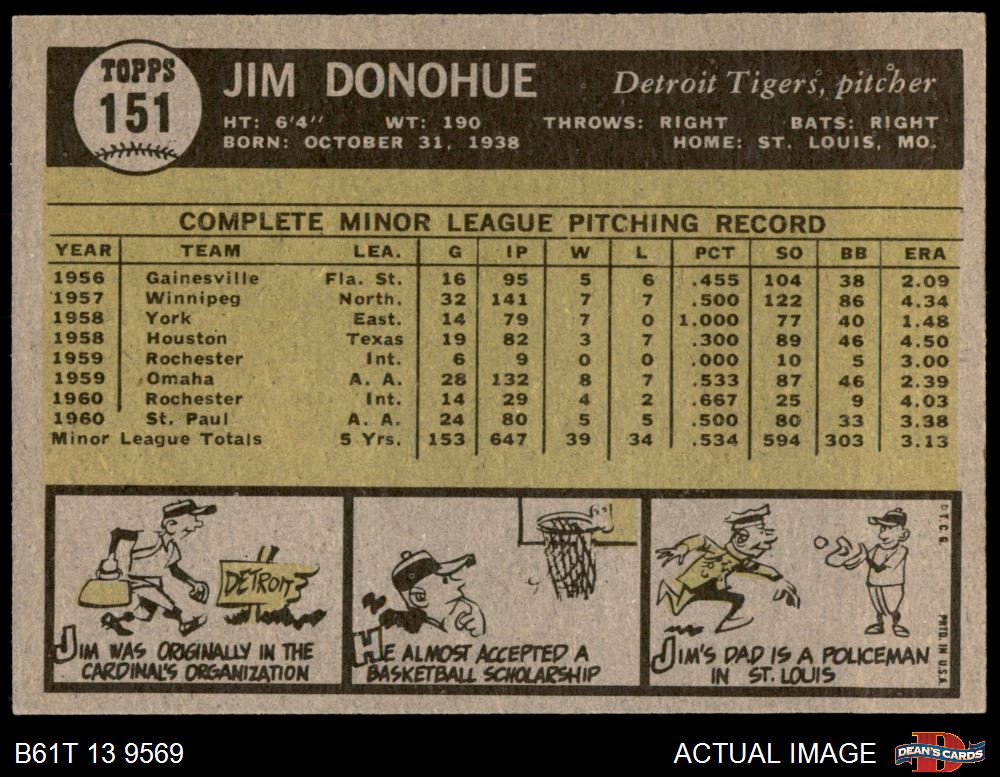 TOPPS
151
JIM DONOHUE
Detroit Tigers, pitcher
HT: 6'4" WT: 190 THROWS: RIGHT BATS: RIGHT
BORN: OCTOBER 31, 1938 HOME: ST. LOUIS, MO.
COMPLETE MINOR LEAGUE PITCHING RECORD
YEAR TEAM LEA. G IP W L PCT SO BB ERA
1956 Gainesville Fla. St. 16 95 5 6 .455 104 38 2.09
1957 Winnipeg North. 32 141 7 7 .500 122 86 4.34
1958 York East. 14 79 7 0 1.000 77 40 1.48
1958 Houston Texas 19 82 3 7 .300 89 46 4.50
1959 Rochester Int. 6 9 0 0 .000 10 5 3.00
1959 Omaha A. A. 28 132 8 7 .533 87 46 2.39
1960 Rochester Int. 14 29 4 2 .667 25 9 4.03
1960 St. Paul A. A. 24 80 5 5 .500 80 33 3.38
Minor League Totals 5 Yrs. 153 647 39 34 .534 594 303 3.13
DETROIT
JIM WAS ORIGINALLY IN THE
CARDINAL'S ORGANIZATION
HE ALMOST ACCEPTED A
BASKETBALL SCHOLARSHIP
JIM'S DAD IS A POLICEMAN
IN ST. LOUIS
© T.C.G. PRTD. IN U.S.A.
B61T 13 9569
ACTUAL IMAGE
DEAN'S CARDS